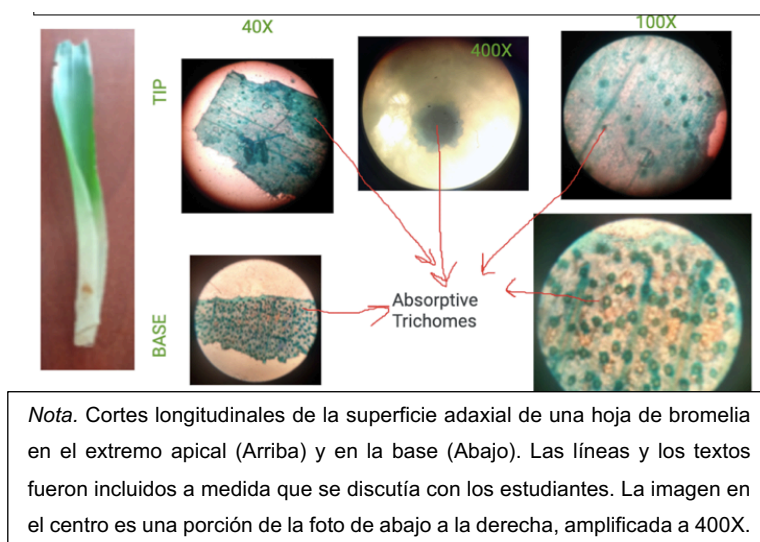 40X
400X
100X
TIP
BASE
Absorptive
Trichomes
Nota. Cortes longitudinales de la superficie adaxial de una hoja de bromelia
en el extremo apical (Arriba) y en la base (Abajo). Las líneas y los textos
fueron incluidos a medida que se discutía con los estudiantes. La imagen en
el centro es una porción de la foto de abajo a la derecha, amplificada a 400X.